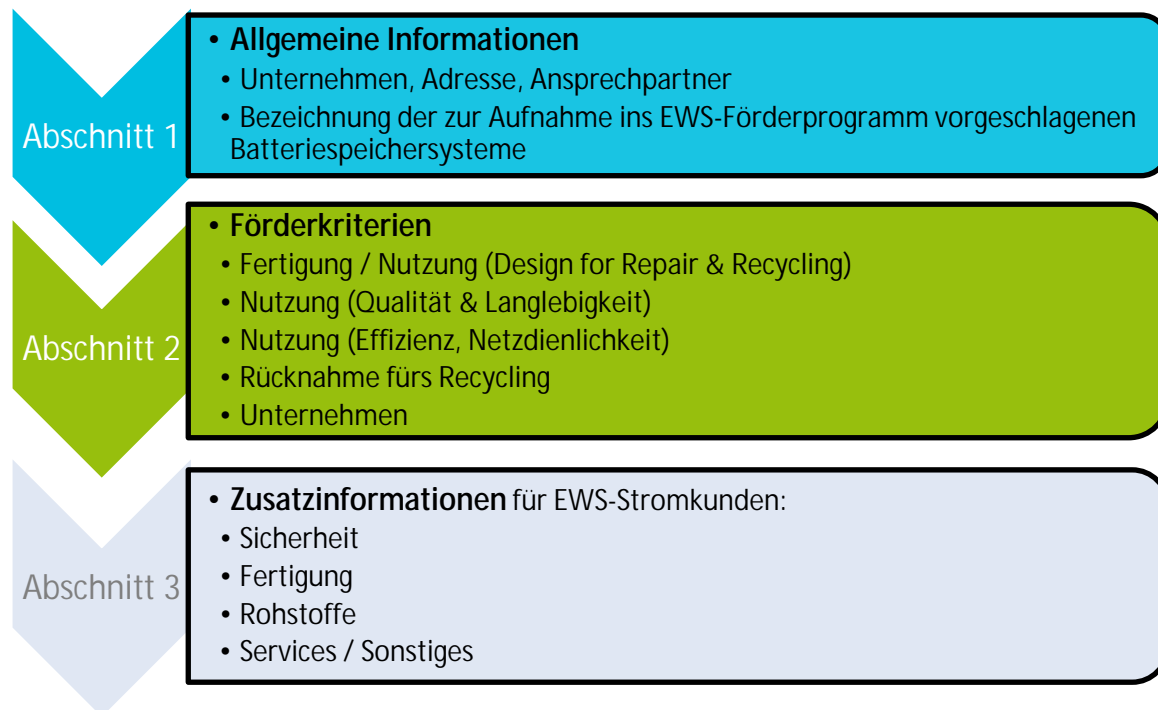 Abschnitt 1
• Allgemeine Informationen
• Unternehmen, Adresse, Ansprechpartner
• Bezeichnung der zur Aufnahme ins EWS-Förderprogramm vorgeschlagenen
Batteriespeichersysteme
Abschnitt 2
• Förderkriterien
• Fertigung / Nutzung (Design for Repair & Recycling)
• Nutzung (Qualität & Langlebigkeit)
• Nutzung (Effizienz, Netzdienlichkeit)
• Rücknahme fürs Recycling
• Unternehmen
Abschnitt 3
• Zusatzinformationen für EWS-Stromkunden:
• Sicherheit
• Fertigung
• Rohstoffe
• Services / Sonstiges